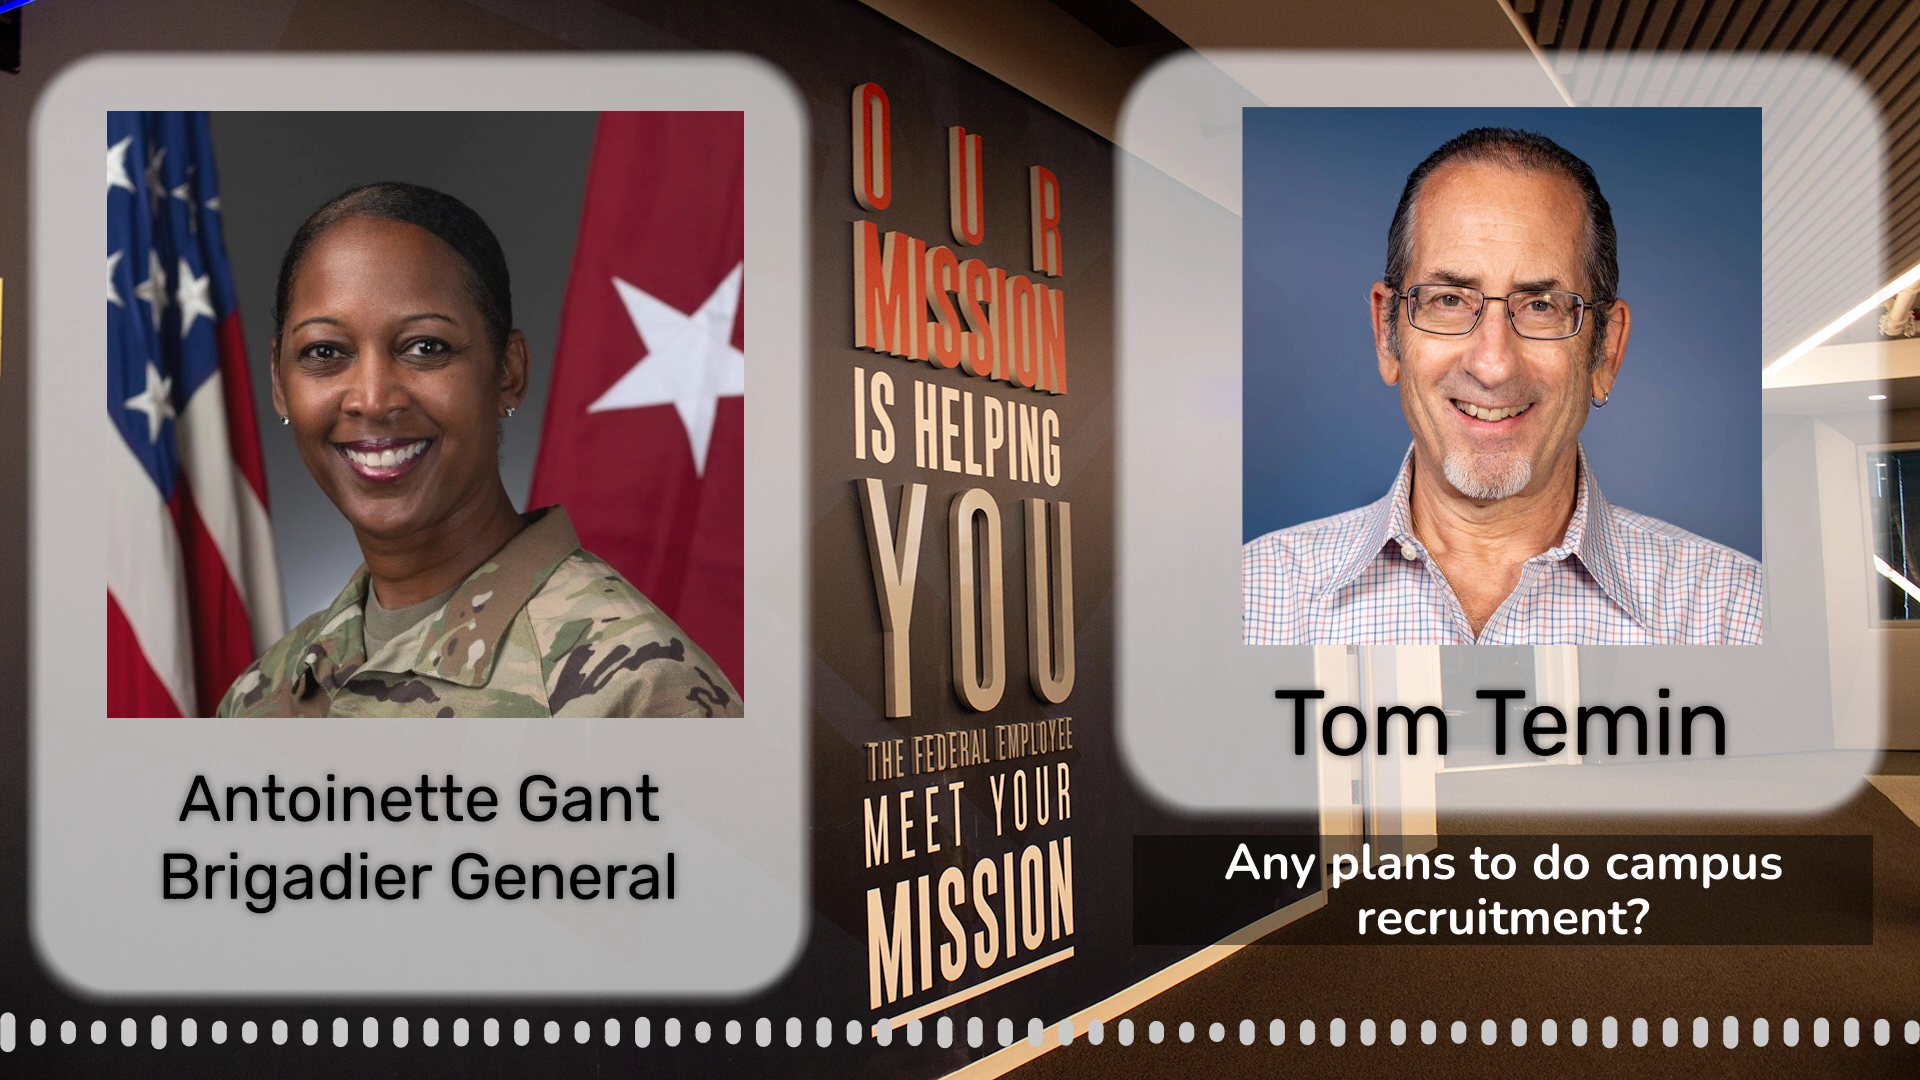 Antoinette Gant
Brigadier General
OUR
MISSION
IS HELPING
YOU
THE FEDERAL EMPLOYEE
MEET YOUR
MISSION
Tom Temin
Any plans to do campus
recruitment?